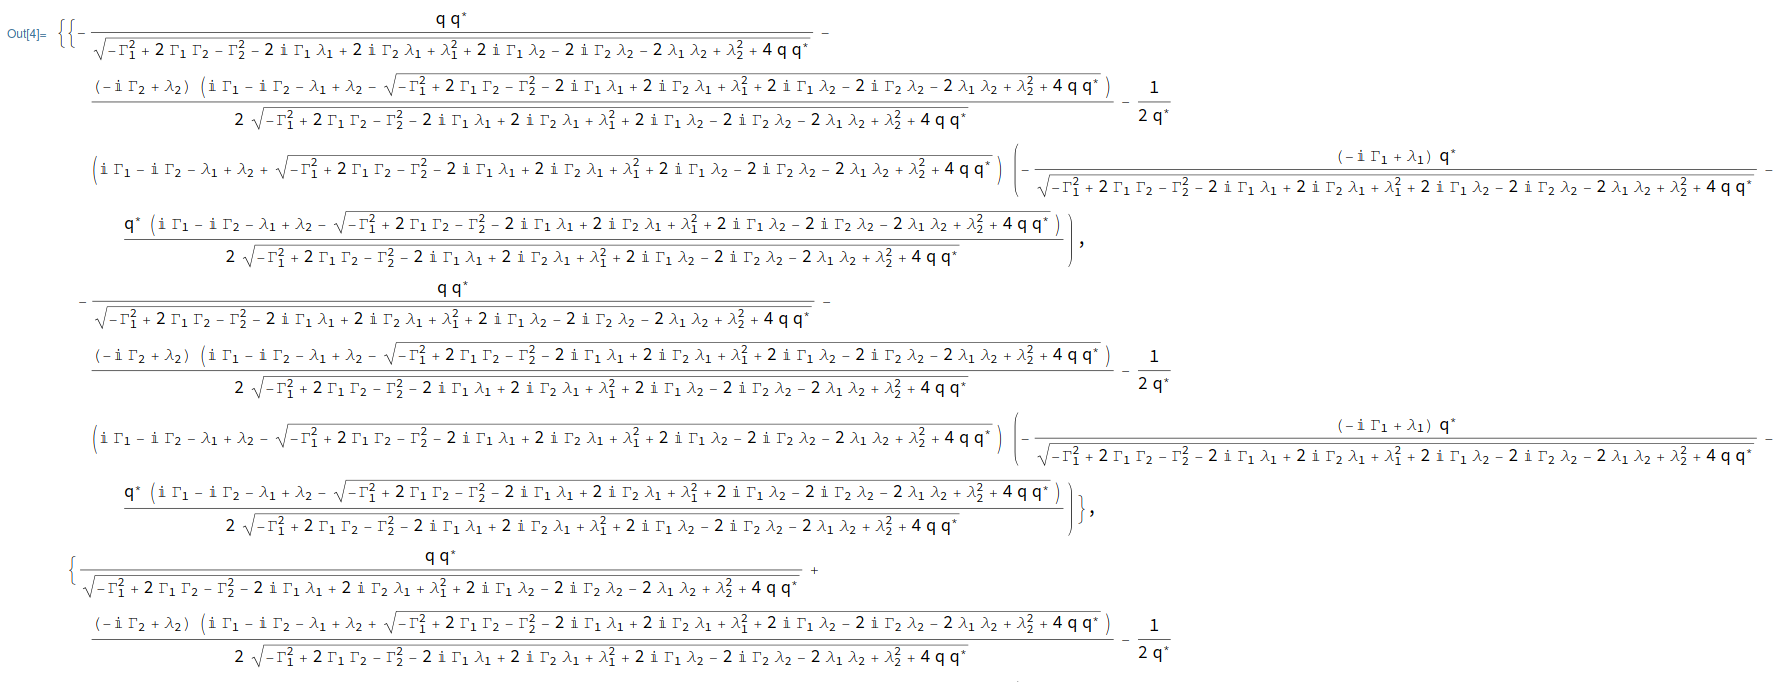 Out[4]= {{- q q* / √(-Γ₁² + 2 Γ₁ Γ₂ - Γ₂² - 2 i Γ₁ λ₁ + 2 i Γ₂ λ₁ + λ₁² + 2 i Γ₁ λ₂ - 2 i Γ₂ λ₂ - 2 λ₁ λ₂ + λ₂² + 4 q q*) -
(-i Γ₂ + λ₂) (i Γ₁ - i Γ₂ - λ₁ + λ₂ - √(-Γ₁² + 2 Γ₁ Γ₂ - Γ₂² - 2 i Γ₁ λ₁ + 2 i Γ₂ λ₁ + λ₁² + 2 i Γ₁ λ₂ - 2 i Γ₂ λ₂ - 2 λ₁ λ₂ + λ₂² + 4 q q*)) / 2 √(-Γ₁² + 2 Γ₁ Γ₂ - Γ₂² - 2 i Γ₁ λ₁ + 2 i Γ₂ λ₁ + λ₁² + 2 i Γ₁ λ₂ - 2 i Γ₂ λ₂ - 2 λ₁ λ₂ + λ₂² + 4 q q*) - 1 / 2 q*
(i Γ₁ - i Γ₂ - λ₁ + λ₂ + √(-Γ₁² + 2 Γ₁ Γ₂ - Γ₂² - 2 i Γ₁ λ₁ + 2 i Γ₂ λ₁ + λ₁² + 2 i Γ₁ λ₂ - 2 i Γ₂ λ₂ - 2 λ₁ λ₂ + λ₂² + 4 q q*)) (- (-i Γ₁ + λ₁) q* / √(-Γ₁² + 2 Γ₁ Γ₂ - Γ₂² - 2 i Γ₁ λ₁ + 2 i Γ₂ λ₁ + λ₁² + 2 i Γ₁ λ₂ - 2 i Γ₂ λ₂ - 2 λ₁ λ₂ + λ₂² + 4 q q*) -
q* (i Γ₁ - i Γ₂ - λ₁ + λ₂ - √(-Γ₁² + 2 Γ₁ Γ₂ - Γ₂² - 2 i Γ₁ λ₁ + 2 i Γ₂ λ₁ + λ₁² + 2 i Γ₁ λ₂ - 2 i Γ₂ λ₂ - 2 λ₁ λ₂ + λ₂² + 4 q q*)) / 2 √(-Γ₁² + 2 Γ₁ Γ₂ - Γ₂² - 2 i Γ₁ λ₁ + 2 i Γ₂ λ₁ + λ₁² + 2 i Γ₁ λ₂ - 2 i Γ₂ λ₂ - 2 λ₁ λ₂ + λ₂² + 4 q q*)),
- q q* / √(-Γ₁² + 2 Γ₁ Γ₂ - Γ₂² - 2 i Γ₁ λ₁ + 2 i Γ₂ λ₁ + λ₁² + 2 i Γ₁ λ₂ - 2 i Γ₂ λ₂ - 2 λ₁ λ₂ + λ₂² + 4 q q*) -
(-i Γ₂ + λ₂) (i Γ₁ - i Γ₂ - λ₁ + λ₂ - √(-Γ₁² + 2 Γ₁ Γ₂ - Γ₂² - 2 i Γ₁ λ₁ + 2 i Γ₂ λ₁ + λ₁² + 2 i Γ₁ λ₂ - 2 i Γ₂ λ₂ - 2 λ₁ λ₂ + λ₂² + 4 q q*)) / 2 √(-Γ₁² + 2 Γ₁ Γ₂ - Γ₂² - 2 i Γ₁ λ₁ + 2 i Γ₂ λ₁ + λ₁² + 2 i Γ₁ λ₂ - 2 i Γ₂ λ₂ - 2 λ₁ λ₂ + λ₂² + 4 q q*) - 1 / 2 q*
(i Γ₁ - i Γ₂ - λ₁ + λ₂ - √(-Γ₁² + 2 Γ₁ Γ₂ - Γ₂² - 2 i Γ₁ λ₁ + 2 i Γ₂ λ₁ + λ₁² + 2 i Γ₁ λ₂ - 2 i Γ₂ λ₂ - 2 λ₁ λ₂ + λ₂² + 4 q q*)) (- (-i Γ₁ + λ₁) q* / √(-Γ₁² + 2 Γ₁ Γ₂ - Γ₂² - 2 i Γ₁ λ₁ + 2 i Γ₂ λ₁ + λ₁² + 2 i Γ₁ λ₂ - 2 i Γ₂ λ₂ - 2 λ₁ λ₂ + λ₂² + 4 q q*) -
q* (i Γ₁ - i Γ₂ - λ₁ + λ₂ - √(-Γ₁² + 2 Γ₁ Γ₂ - Γ₂² - 2 i Γ₁ λ₁ + 2 i Γ₂ λ₁ + λ₁² + 2 i Γ₁ λ₂ - 2 i Γ₂ λ₂ - 2 λ₁ λ₂ + λ₂² + 4 q q*)) / 2 √(-Γ₁² + 2 Γ₁ Γ₂ - Γ₂² - 2 i Γ₁ λ₁ + 2 i Γ₂ λ₁ + λ₁² + 2 i Γ₁ λ₂ - 2 i Γ₂ λ₂ - 2 λ₁ λ₂ + λ₂² + 4 q q*))},
{q q* / √(-Γ₁² + 2 Γ₁ Γ₂ - Γ₂² - 2 i Γ₁ λ₁ + 2 i Γ₂ λ₁ + λ₁² + 2 i Γ₁ λ₂ - 2 i Γ₂ λ₂ - 2 λ₁ λ₂ + λ₂² + 4 q q*) +
(-i Γ₂ + λ₂) (i Γ₁ - i Γ₂ - λ₁ + λ₂ + √(-Γ₁² + 2 Γ₁ Γ₂ - Γ₂² - 2 i Γ₁ λ₁ + 2 i Γ₂ λ₁ + λ₁² + 2 i Γ₁ λ₂ - 2 i Γ₂ λ₂ - 2 λ₁ λ₂ + λ₂² + 4 q q*)) / 2 √(-Γ₁² + 2 Γ₁ Γ₂ - Γ₂² - 2 i Γ₁ λ₁ + 2 i Γ₂ λ₁ + λ₁² + 2 i Γ₁ λ₂ - 2 i Γ₂ λ₂ - 2 λ₁ λ₂ + λ₂² + 4 q q*) - 1 / 2 q*